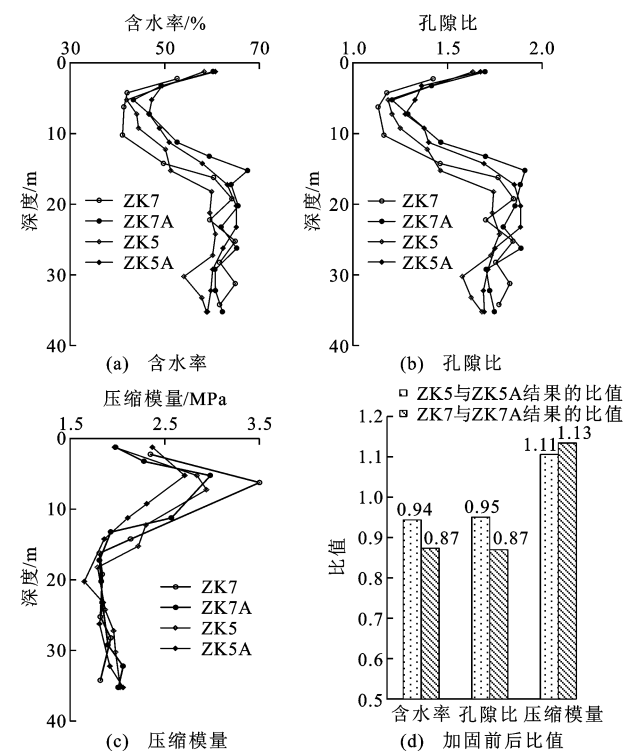 含水率/%
30 50 70
0
10
20
30
40
深度/m
ZK7
ZK7A
ZK5
ZK5A
(a) 含水率
孔隙比
1.0 1.5 2.0
0
10
20
30
40
深度/m
ZK7
ZK7A
ZK5
ZK5A
(b) 孔隙比
压缩模量/MPa
1.5 2.5 3.5
0
10
20
30
40
深度/m
ZK7
ZK7A
ZK5
ZK5A
(c) 压缩模量
ZK5与ZK5A结果的比值
ZK7与ZK7A结果的比值
1.2
1.1
1.0
0.9
0.8
0.7
0.6
0.5
比值
0.94 0.87 0.95 0.87 1.11 1.13
含水率 孔隙比 压缩模量
(d) 加固前后比值